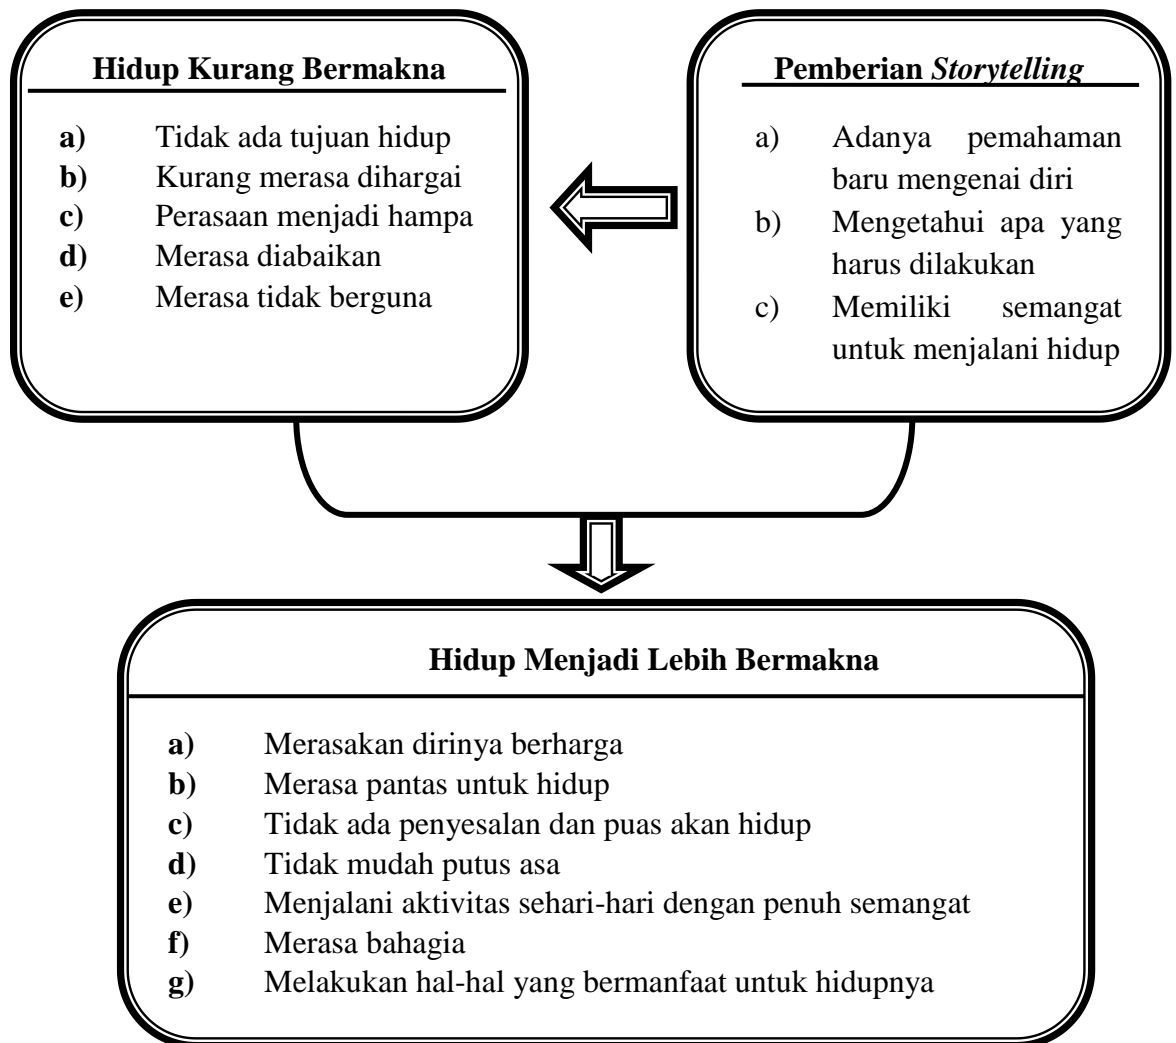 Hidup Kurang Bermakna
a) Tidak ada tujuan hidup
b) Kurang merasa dihargai
c) Perasaan menjadi hampa
d) Merasa diabaikan
e) Merasa tidak berguna
Pemberian Storytelling
a) Adanya pemahaman
baru mengenai diri
b) Mengetahui apa yang
harus dilakukan
c) Memiliki semangat
untuk menjalani hidup
Hidup Menjadi Lebih Bermakna
a) Merasakan dirinya berharga
b) Merasa pantas untuk hidup
c) Tidak ada penyesalan dan puas akan hidup
d) Tidak mudah putus asa
e) Menjalani aktivitas sehari-hari dengan penuh semangat
f) Merasa bahagia
g) Melakukan hal-hal yang bermanfaat untuk hidupnya